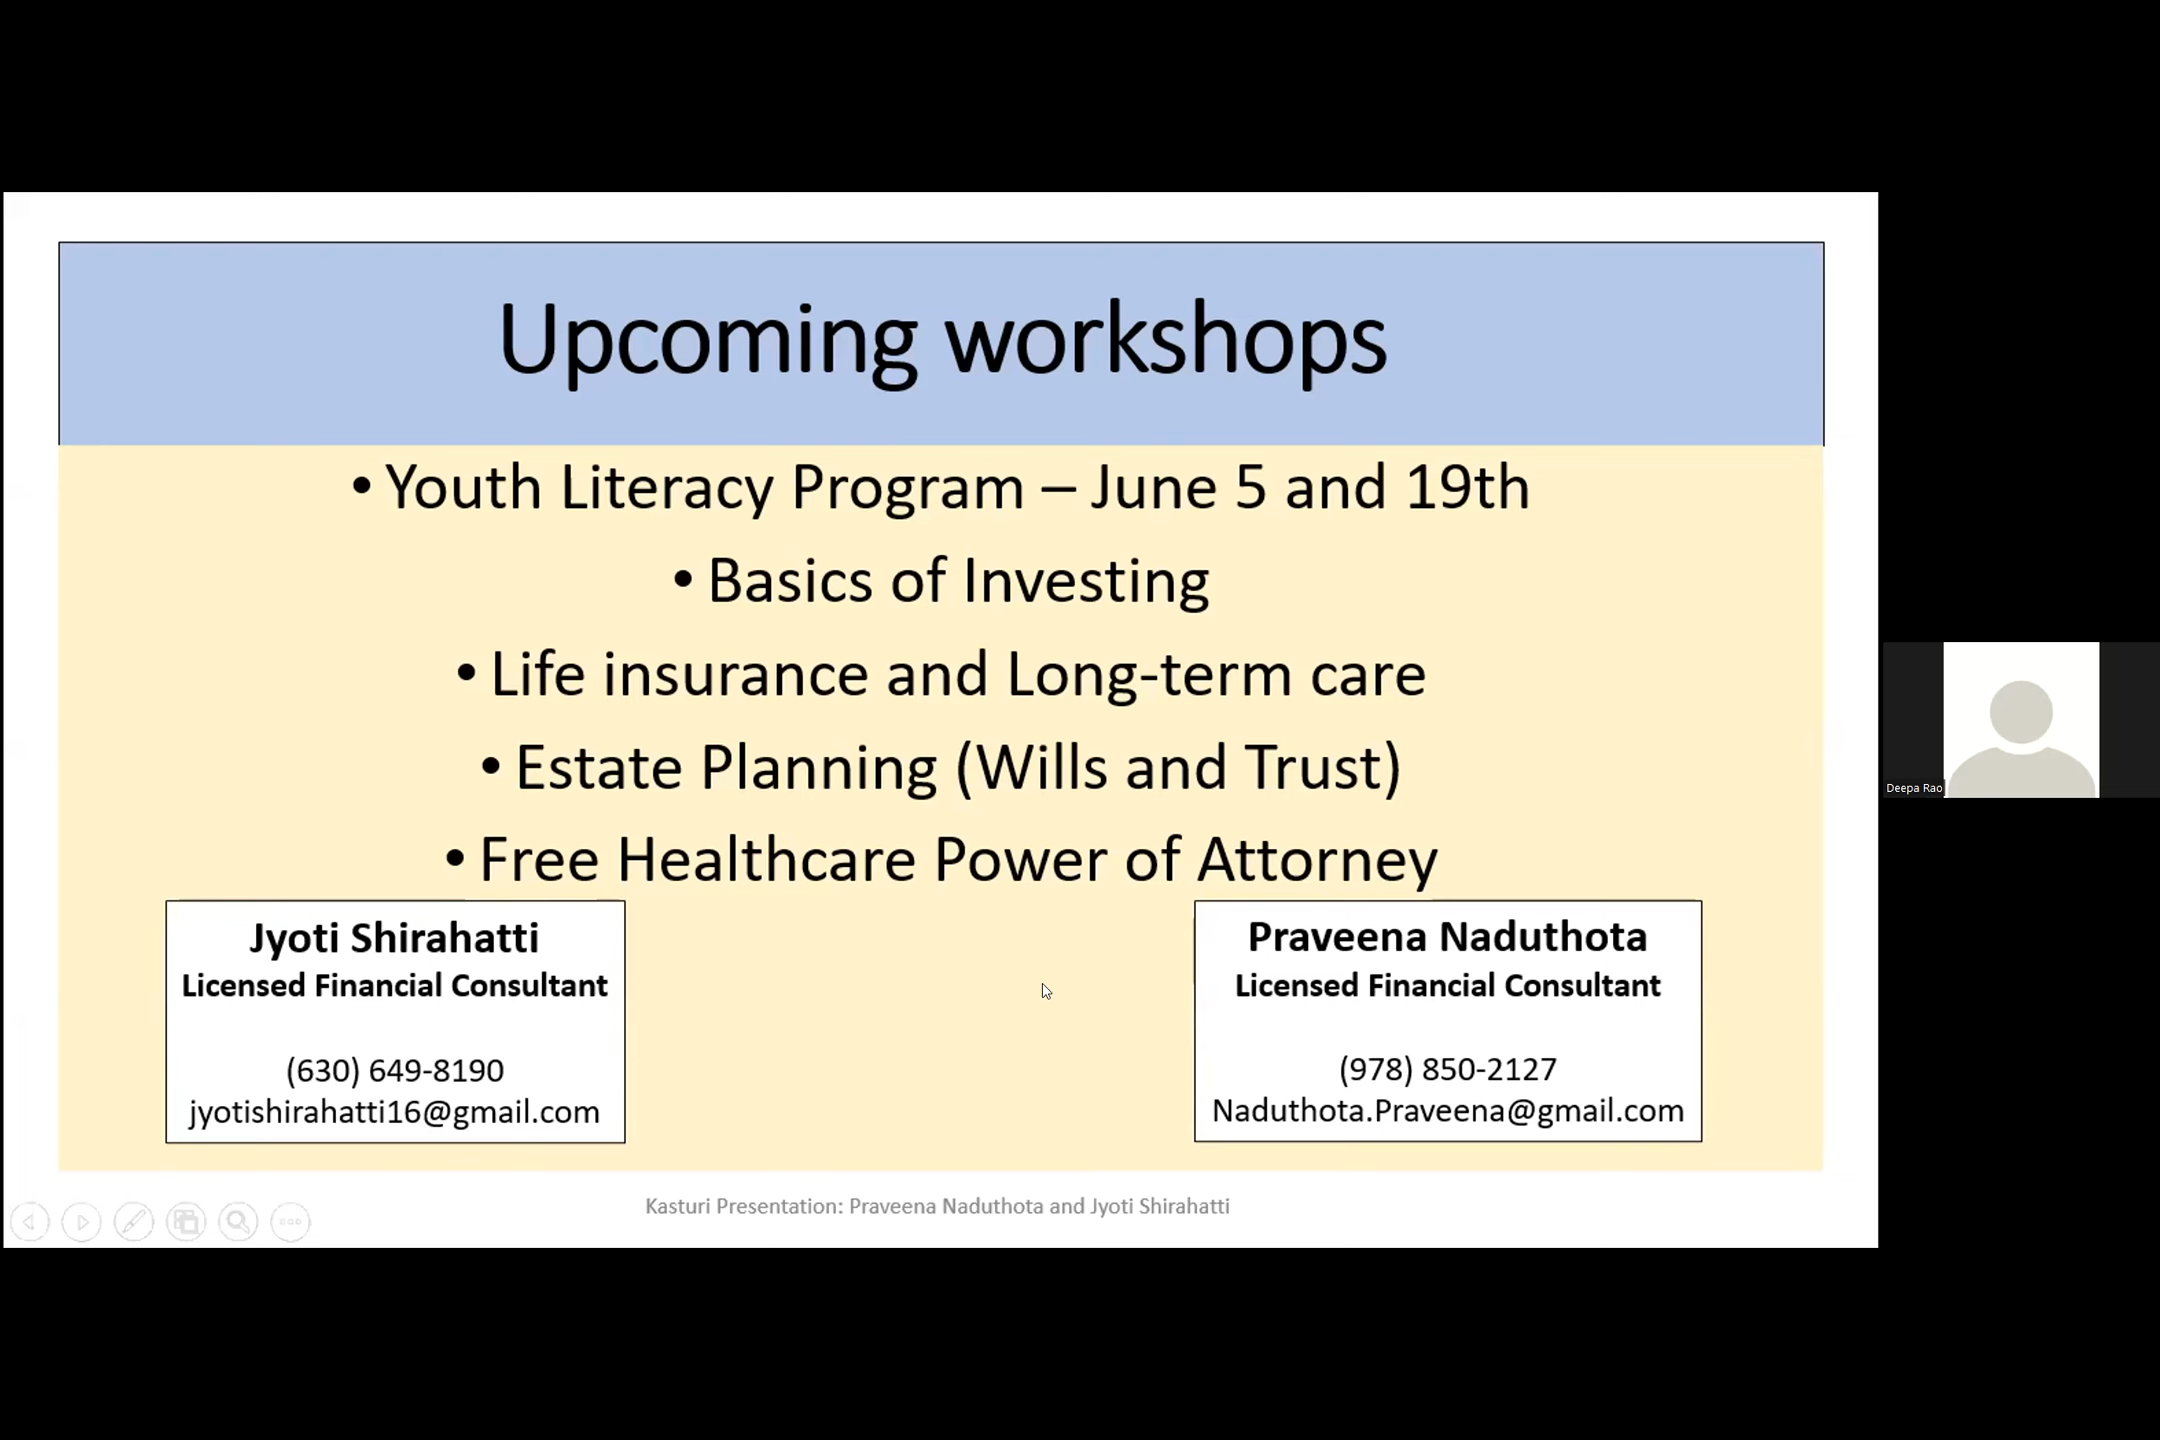 Upcoming workshops
• Youth Literacy Program – June 5 and 19th
• Basics of Investing
• Life insurance and Long-term care
• Estate Planning (Wills and Trust)
• Free Healthcare Power of Attorney
Jyoti Shirahatti
Licensed Financial Consultant
(630) 649-8190
jyotishirahatti16@gmail.com
Praveena Naduthota
Licensed Financial Consultant
(978) 850-2127
Naduthota.Praveena@gmail.com
Kasturi Presentation: Praveena Naduthota and Jyoti Shirahatti
Deepa Rao